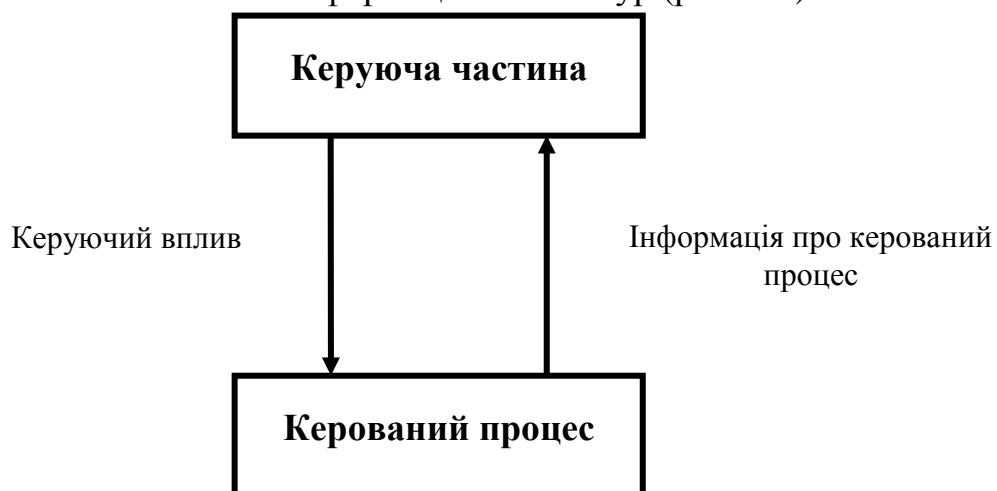 Керуюча частина
Керуючий вплив
Інформація про керований
процес
Керований процес